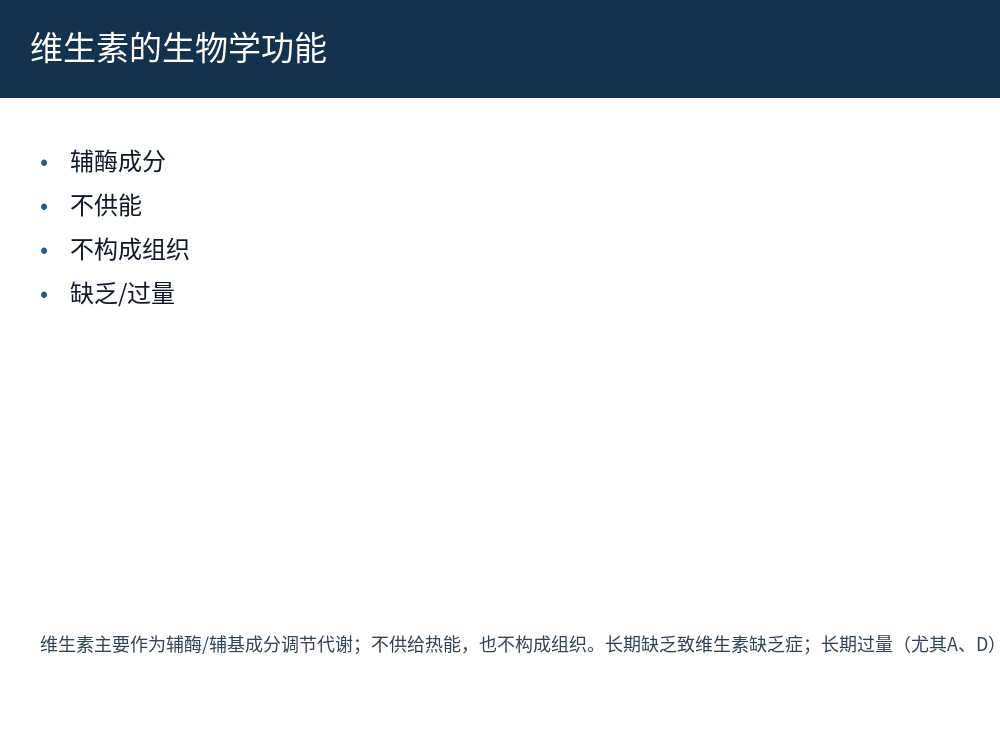 维生素的生物学功能
• 辅酶成分
• 不供能
• 不构成组织
• 缺乏/过量
维生素主要作为辅酶/辅基成分调节代谢；不供给热能，也不构成组织。长期缺乏致维生素缺乏症；长期过量（尤其A、D）